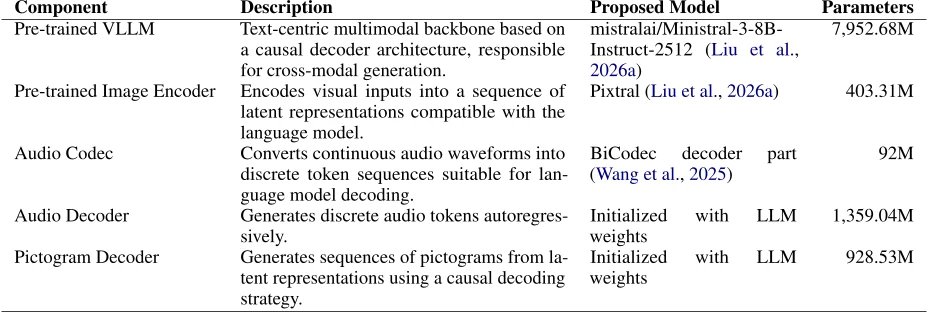 Component Description Proposed Model Parameters
Pre-trained VLLM Text-centric multimodal backbone based on mistralai/Ministral-3-8B- 7,952.68M
a causal decoder architecture, responsible Instruct-2512 (Liu et al.,
for cross-modal generation. 2026a)
Pre-trained Image Encoder Encodes visual inputs into a sequence of Pixtral (Liu et al., 2026a) 403.31M
latent representations compatible with the
language model.
Audio Codec Converts continuous audio waveforms into BiCodec decoder part 92M
discrete token sequences suitable for lan- (Wang et al., 2025)
guage model decoding.
Audio Decoder Generates discrete audio tokens autoregres- Initialized with LLM 1,359.04M
sively. weights
Pictogram Decoder Generates sequences of pictograms from la- Initialized with LLM 928.53M
tent representations using a causal decoding weights
strategy.